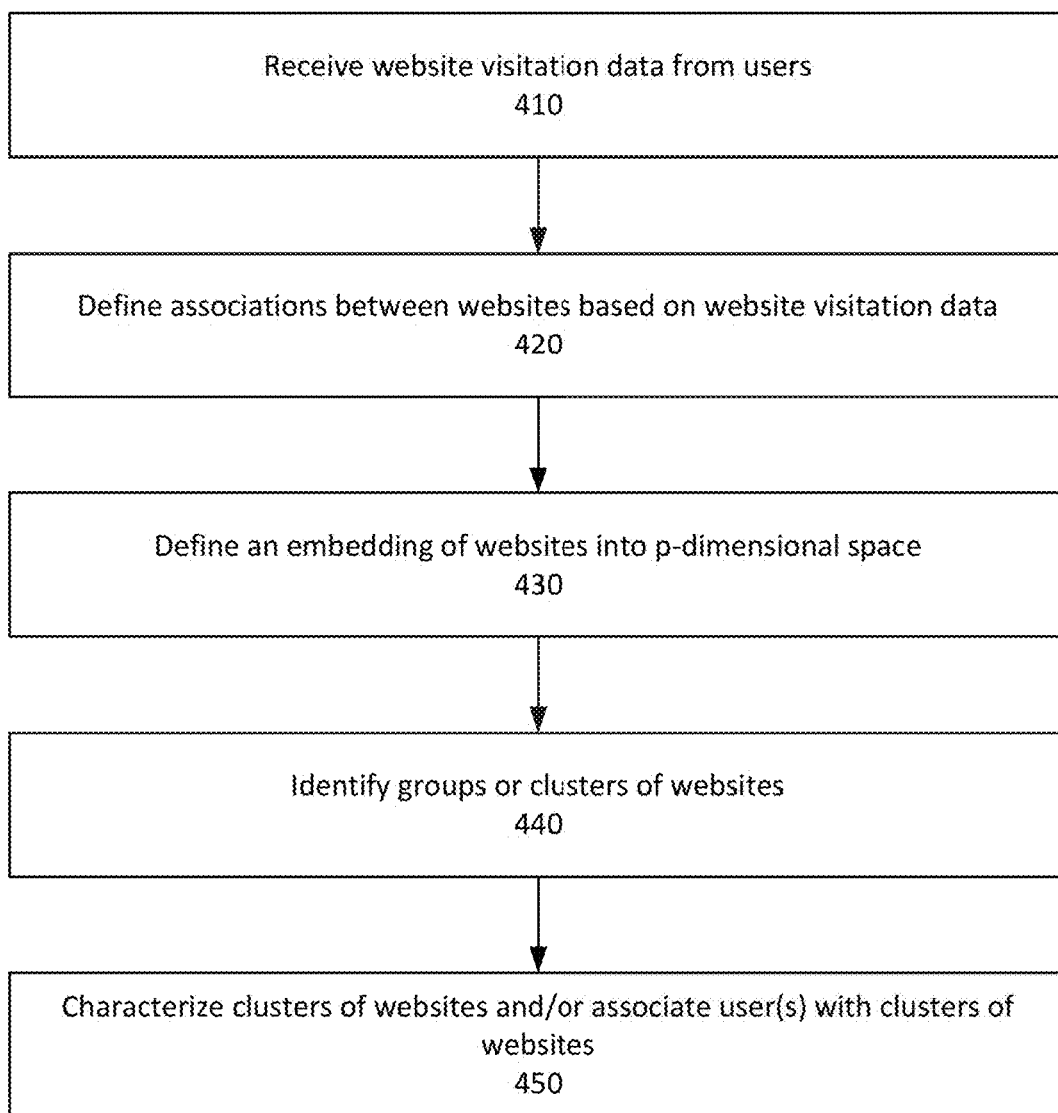 Receive website visitation data from users
410
Define associations between websites based on website visitation data
420
Define an embedding of websites into p-dimensional space
430
Identify groups or clusters of websites
440
Characterize clusters of websites and/or associate user(s) with clusters of
websites
450